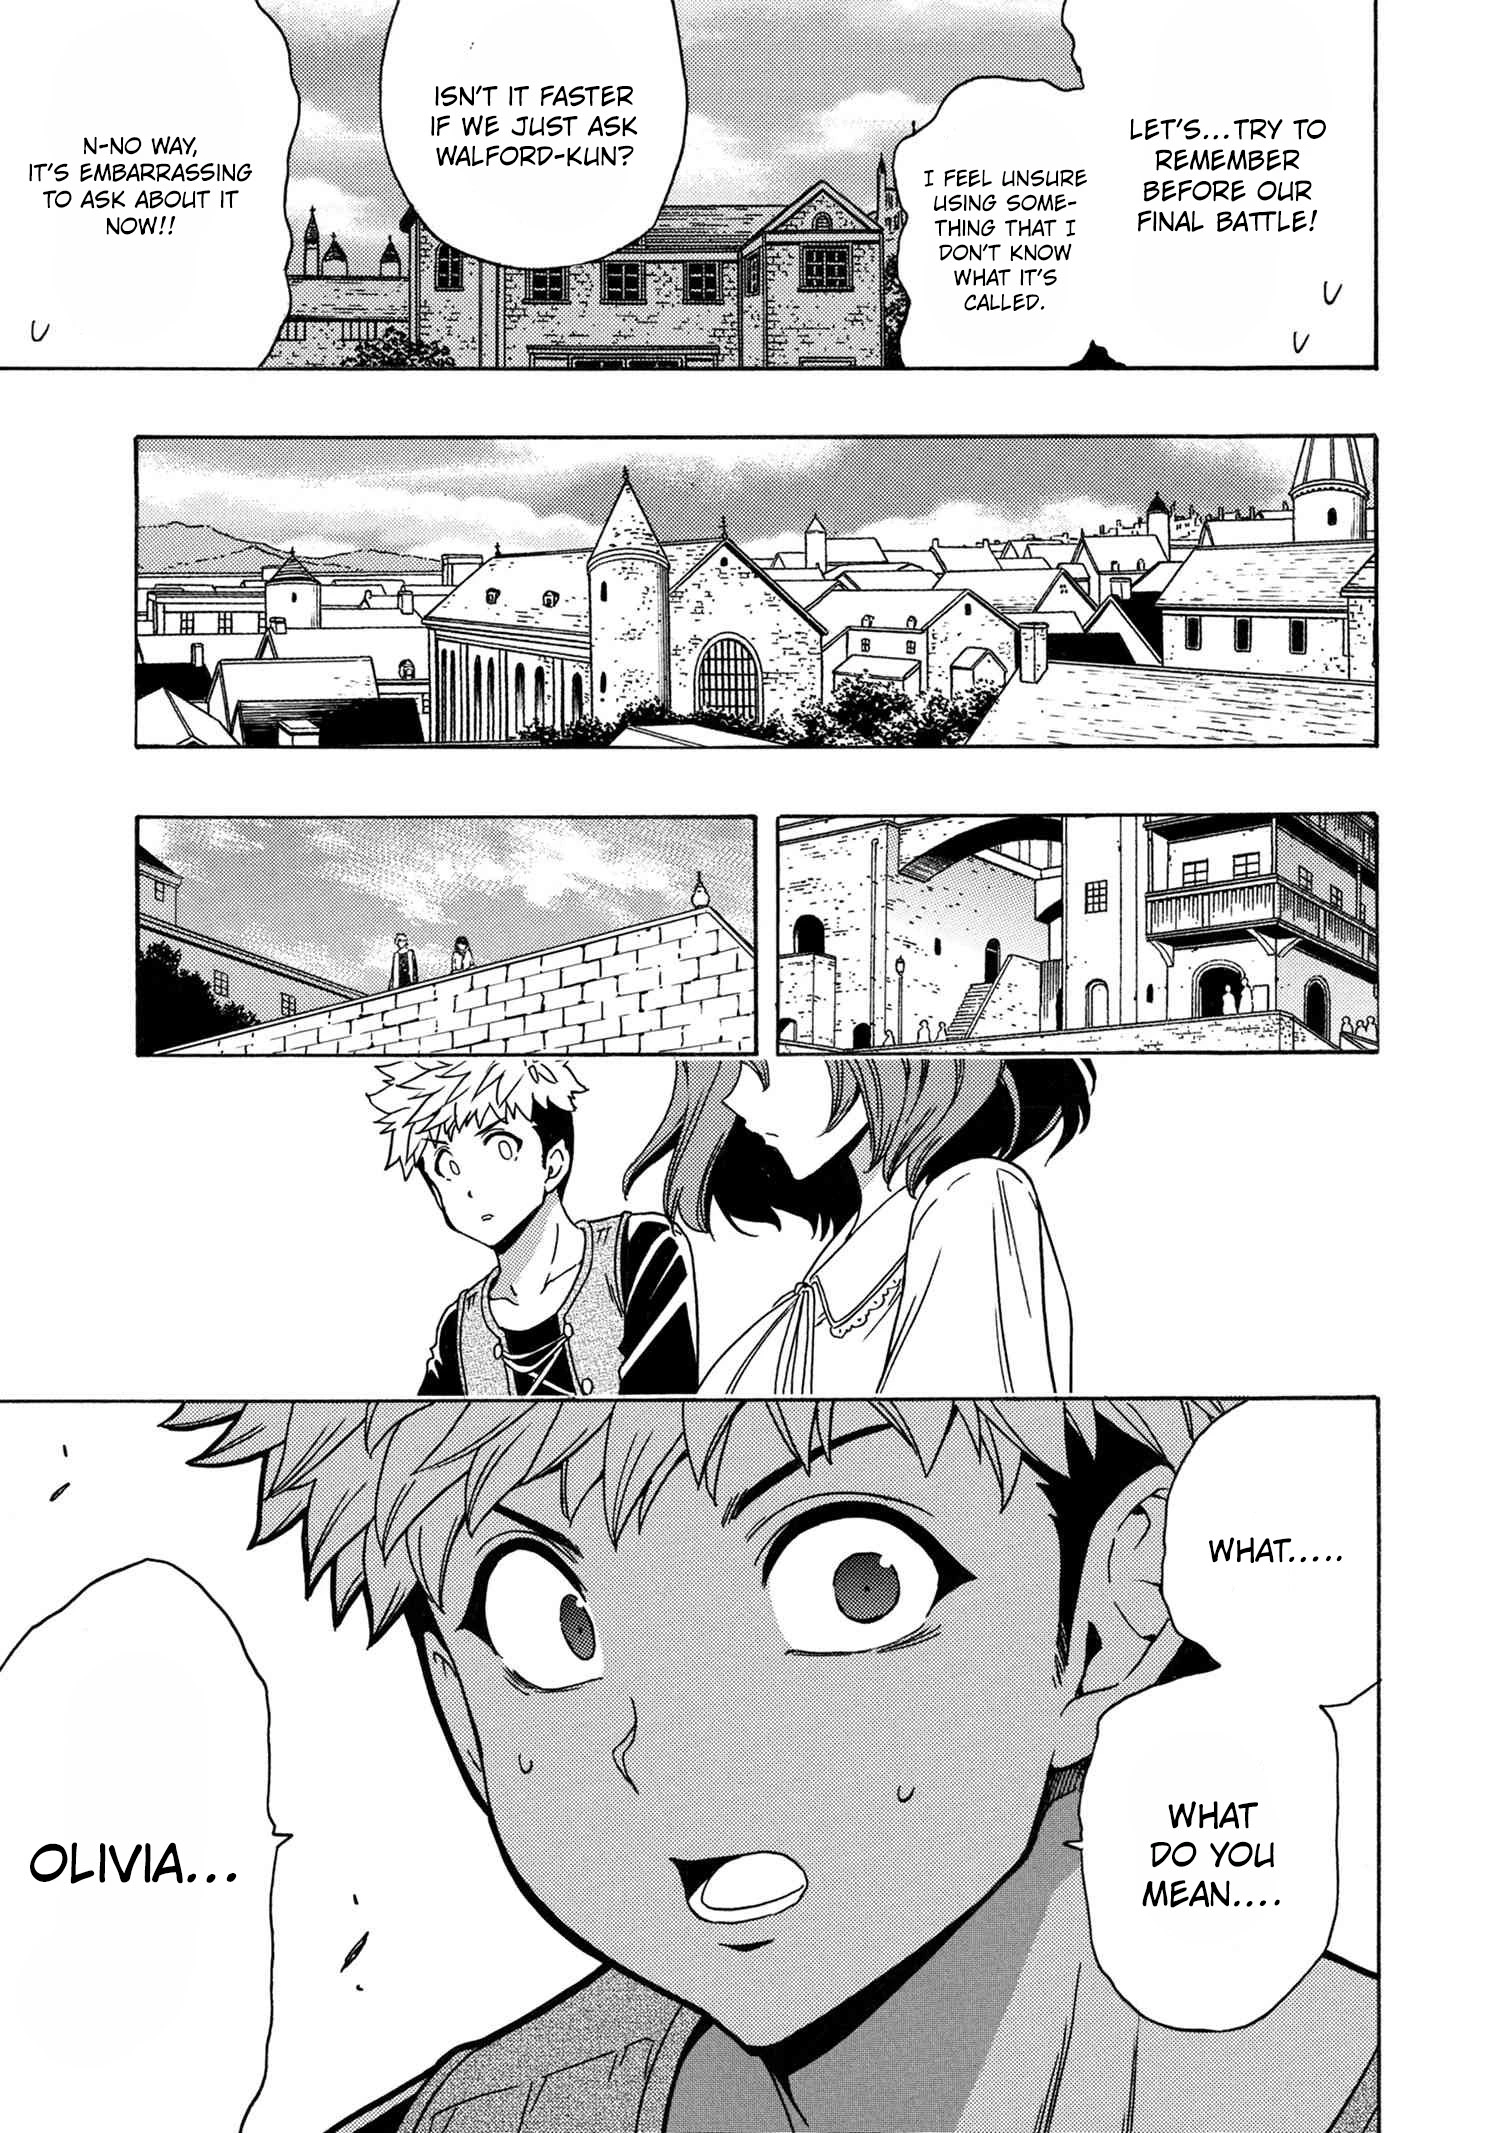 LET'S...TRY TO
REMEMBER
BEFORE OUR
FINAL BATTLE!
I FEEL UNSURE
USING SOME-
THING THAT I
DON'T KNOW
WHAT IT'S
CALLED.
ISN'T IT FASTER
IF WE JUST ASK
WALFORD-KUN?
N-NO WAY,
IT'S EMBARRASSING
TO ASK ABOUT IT
NOW!!
WHAT.....
WHAT
DO YOU
MEAN....
OLIVIA...